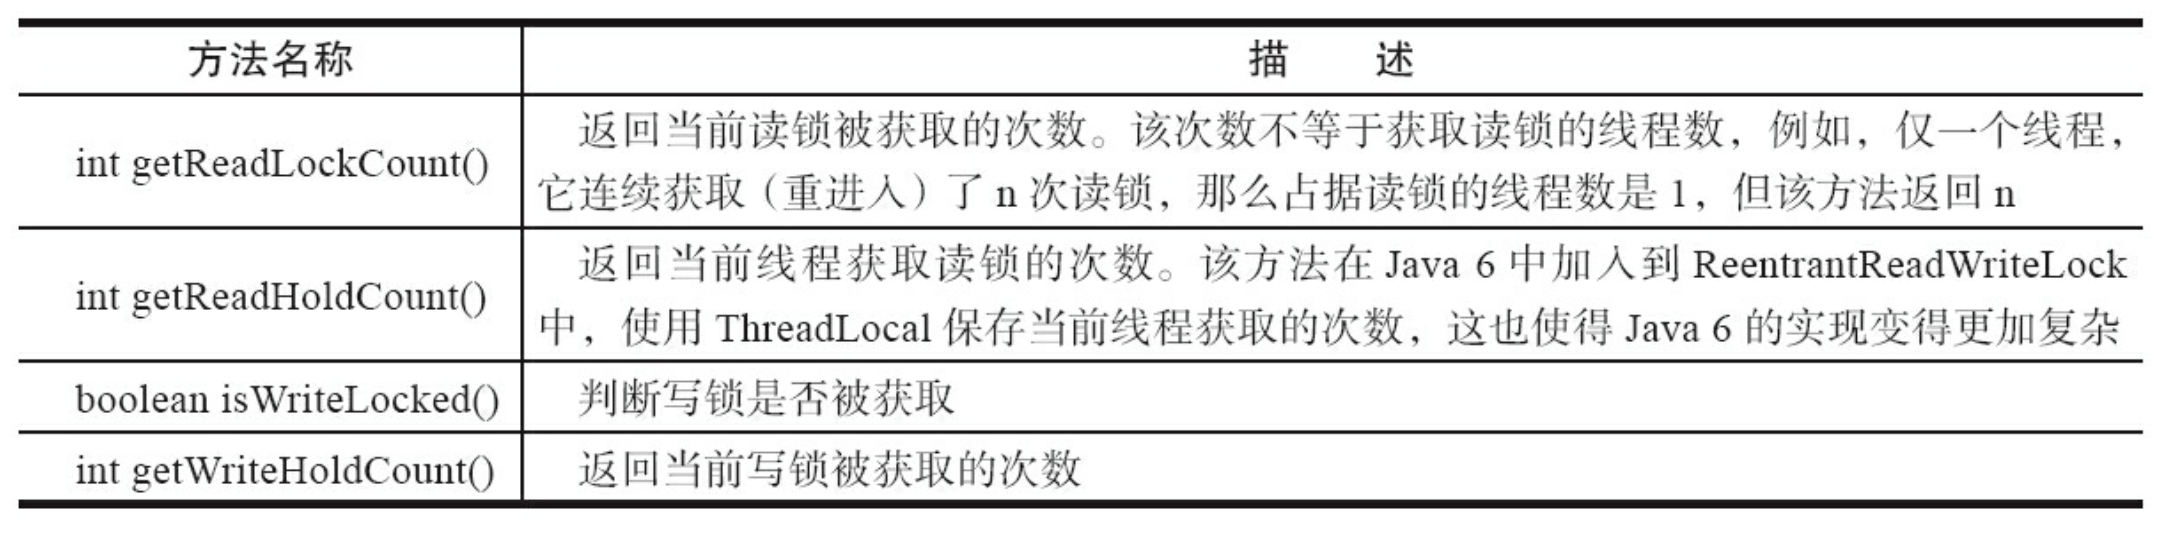 方法名称
描 述
int getReadLockCount()
返回当前读锁被获取的次数。该次数不等于获取读锁的线程数，例如，仅一个线程，
它连续获取（重进入）了 n 次读锁，那么占据读锁的线程数是 1，但该方法返回 n
int getReadHoldCount()
返回当前线程获取读锁的次数。该方法在 Java 6 中加入到 ReentrantReadWriteLock
中，使用 ThreadLocal 保存当前线程获取的次数，这也使得 Java 6 的实现变得更加复杂
boolean isWriteLocked()
判断写锁是否被获取
int getWriteHoldCount()
返回当前写锁被获取的次数